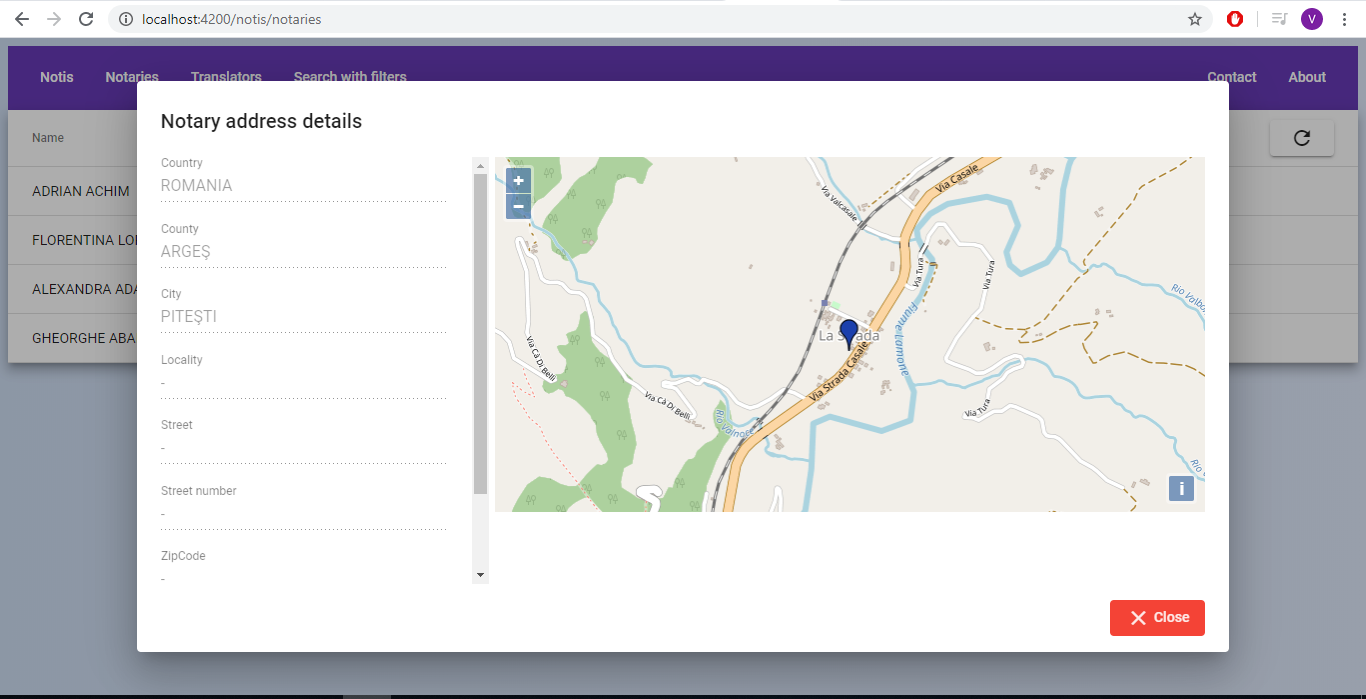 localhost:4200/notis/notaries
V
Notis Notaries Translators Search with filters Contact About
Name
ADRIAN ACHIM
FLORENTINA LO
ALEXANDRA ADA
GHEORGHE ABA
Notary address details
Country
ROMANIA
County
ARGEŞ
City
PITEŞTI
Locality
-
Street
-
Street number
-
ZipCode
-
+
−
Via Casale
Via Valcasale
Via Tura
Via Tura
Rio Valbo
Fiume Lamone
La Strada
Via Strada Casale
Via Cà Di Belli
Via Cà Di Belli
Rio Valnoce
Via Tura
Rio
i
Close